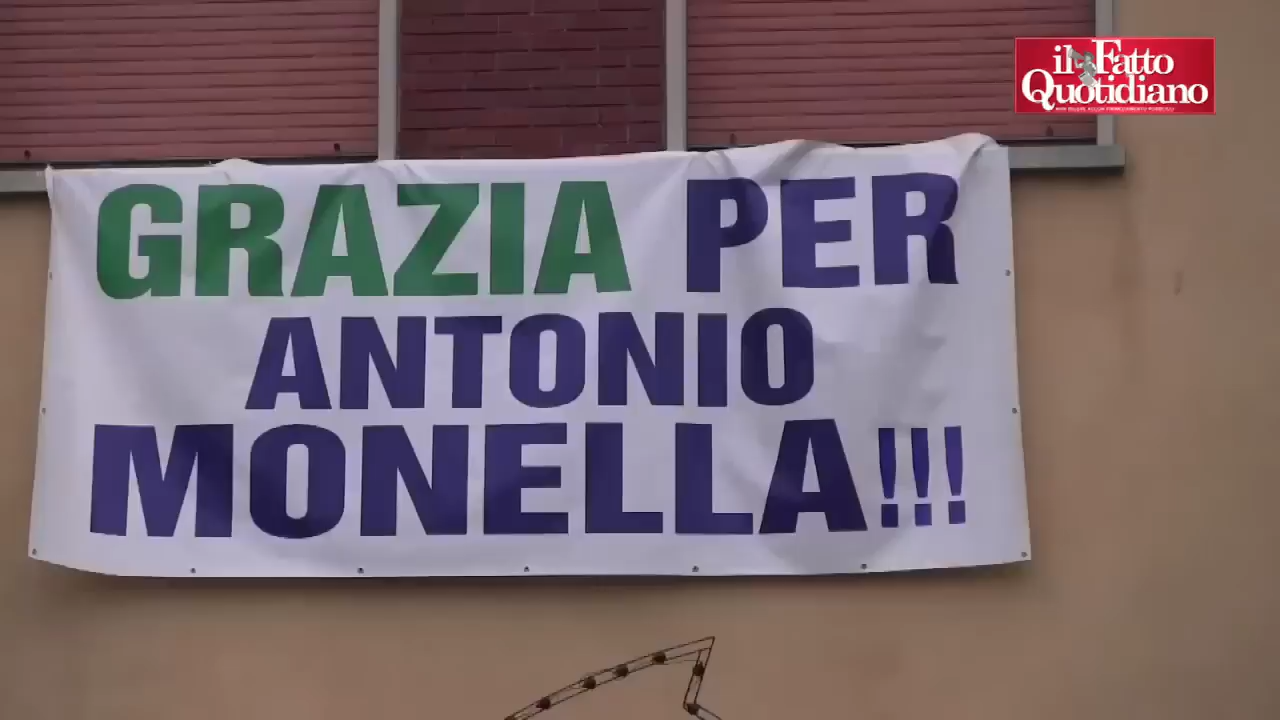 il Fatto
Quotidiano
GRAZIA PER
ANTONIO
MONELLA!!!